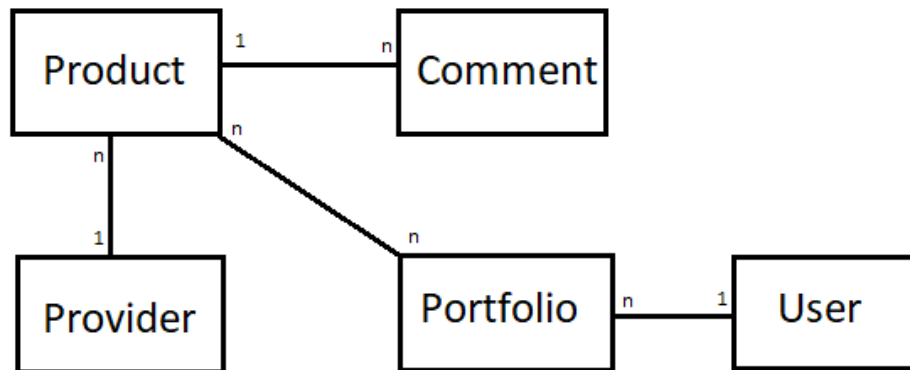 1
n
Product
Comment
n
n
1
n
Provider
Portfolio
n
1
User